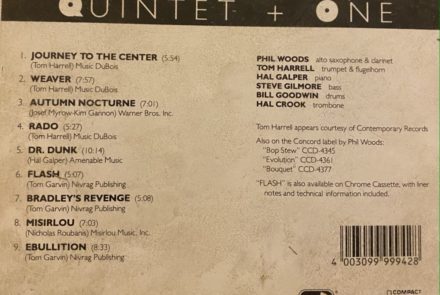 QUINTET + ONE
1. JOURNEY TO THE CENTER (5:54)
(Tom Harrell) Music DuBois
2. WEAVER (7:57)
(Tom Harrell) Music DuBois
3. AUTUMN NOCTURNE (7:01)
(Josef Myrow-Kim Gannon) Warner Bros. Inc.
4. RADO (5:27)
(Tom Harrell) Music DuBois
5. DR. DUNK (10:14)
(Hal Galper) Amenable Music
6. FLASH (5:07)
(Tom Garvin) Nivrag Publishing
7. BRADLEY'S REVENGE (5:08)
(Tom Garvin) Nivrag Publishing
8. MISIRLOU (7:17)
(Nicholas Roubanis) Misirlou Music. Inc.
9. EBULLITION (8:33)
(Tom Garvin) Nivrag Publishing
PHIL WOODS alto saxophone & clarinet
TOM HARRELL trumpet & flugelhorn
HAL GALPER piano
STEVE GILMORE bass
BILL GOODWIN drums
HAL CROOK trombone
Tom Harrell appears courtesy of Contemporary Records
Also on the Concord label by Phil Woods:
"Bop Stew" CCD-4345
"Evolution" CCD-4361
"Bouquet" CCD-4377
"FLASH" is also available on Chrome Cassette, with liner
notes and technical information included.
4 003099 999428
COMPACT